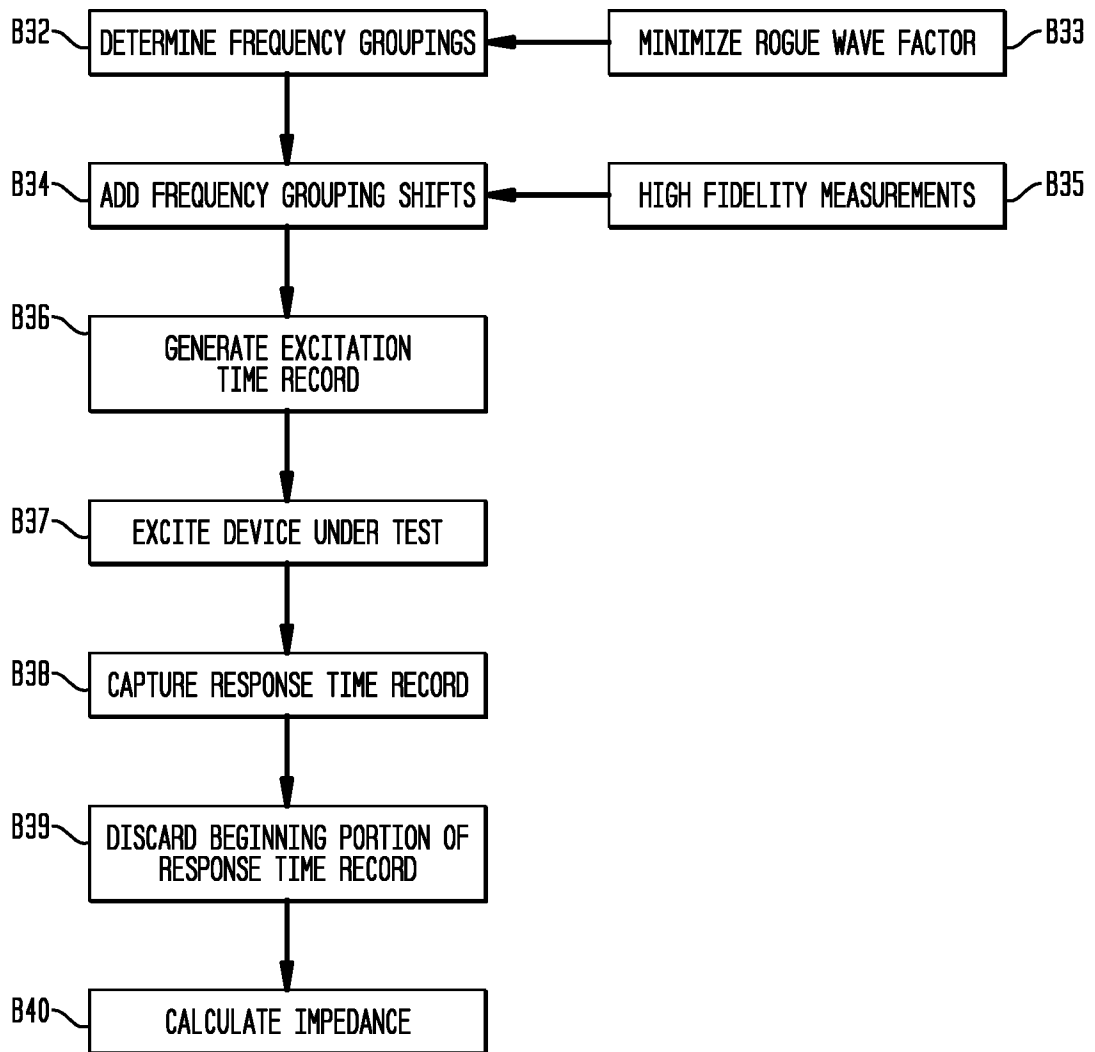 B32
DETERMINE FREQUENCY GROUPINGS
MINIMIZE ROGUE WAVE FACTOR
B33
B34
ADD FREQUENCY GROUPING SHIFTS
HIGH FIDELITY MEASUREMENTS
B35
B36
GENERATE EXCITATION
TIME RECORD
B37
EXCITE DEVICE UNDER TEST
B38
CAPTURE RESPONSE TIME RECORD
B39
DISCARD BEGINNING PORTION OF
RESPONSE TIME RECORD
B40
CALCULATE IMPEDANCE